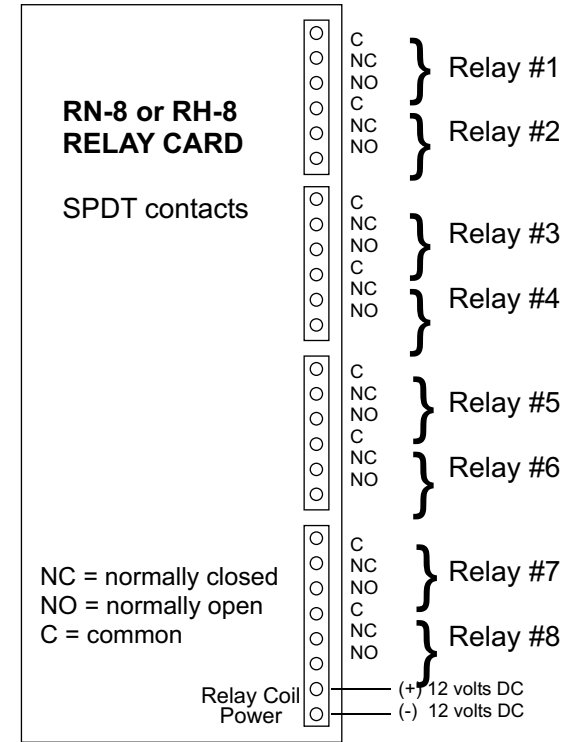 RN-8 or RH-8
RELAY CARD
SPDT contacts
C
NC
NO
Relay #1
C
NC
NO
Relay #2
C
NC
NO
Relay #3
C
NC
NO
Relay #4
C
NC
NO
Relay #5
C
NC
NO
Relay #6
C
NC
NO
Relay #7
C
NC
NO
Relay #8
NC = normally closed
NO = normally open
C = common
Relay Coil
Power
(+) 12 volts DC
(-) 12 volts DC